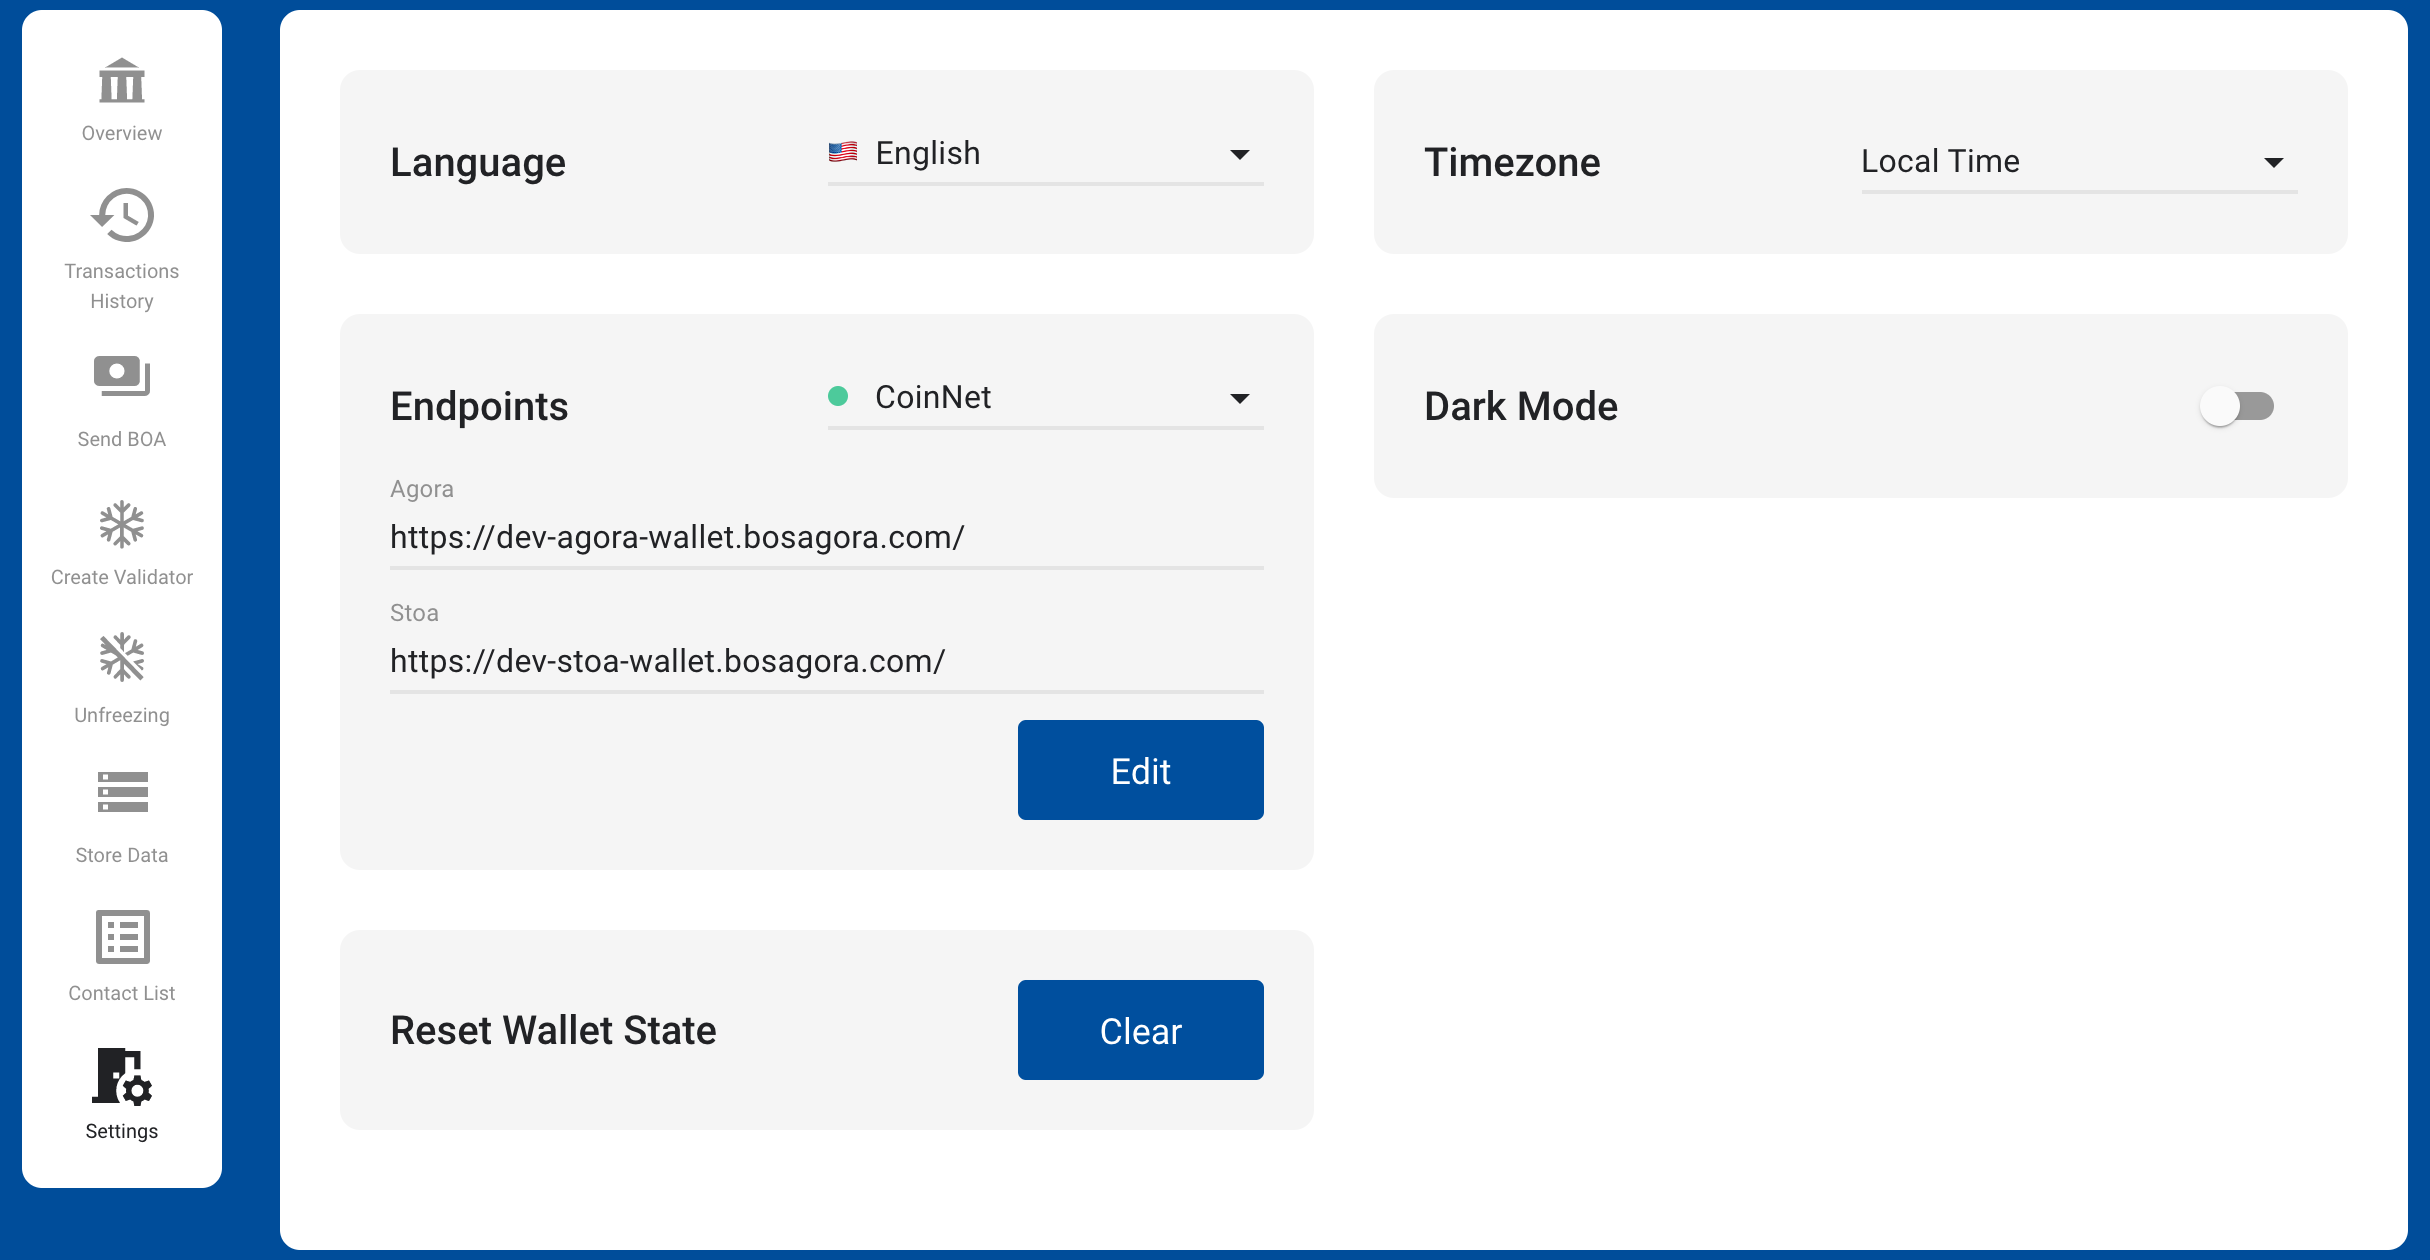 Overview
Transactions
History
Send BOA
Create Validator
Unfreezing
Store Data
Contact List
Settings
Language
English
Timezone
Local Time
Endpoints
CoinNet
Agora
https://dev-agora-wallet.bosagora.com/
Stoa
https://dev-stoa-wallet.bosagora.com/
Edit
Dark Mode
Reset Wallet State
Clear